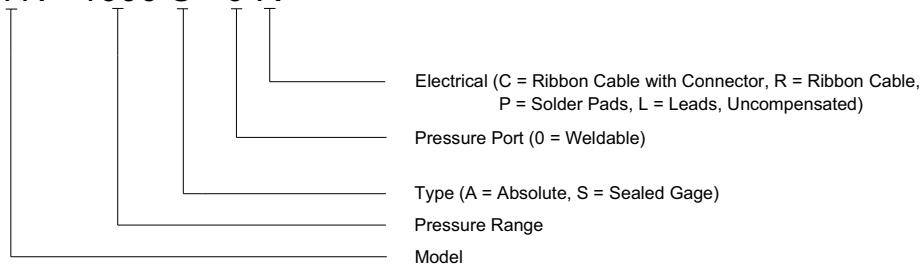 Electrical (C = Ribbon Cable with Connector, R = Ribbon Cable,
P = Solder Pads, L = Leads, Uncompensated)
Pressure Port (0 = Weldable)
Type (A = Absolute, S = Sealed Gage)
Pressure Range
Model